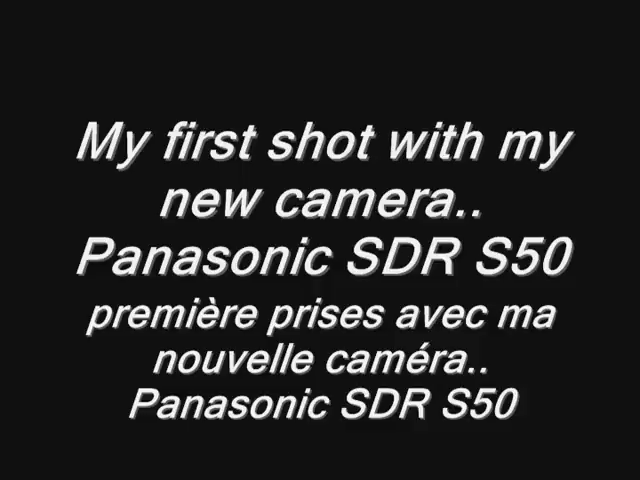 My first shot with my
new camera..
Panasonic SDR S50
première prises avec ma
nouvelle caméra..
Panasonic SDR S50